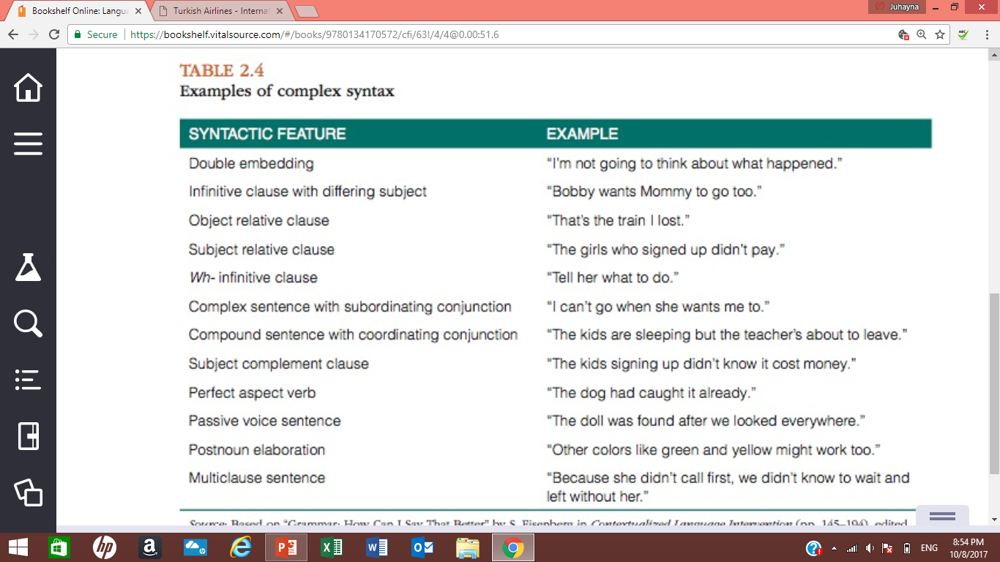 Bookshelf Online: Langua
Turkish Airlines - Internat
Juhayna
Secure
https://bookshelf.vitalsource.com/#/books/9780134170572/cfi/63!/4/4@0.00:51.6
TABLE 2.4
Examples of complex syntax
SYNTACTIC FEATURE EXAMPLE
Double embedding “I’m not going to think about what happened.”
Infinitive clause with differing subject “Bobby wants Mommy to go too.”
Object relative clause “That’s the train I lost.”
Subject relative clause “The girls who signed up didn’t pay.”
Wh- infinitive clause “Tell her what to do.”
Complex sentence with subordinating conjunction “I can’t go when she wants me to.”
Compound sentence with coordinating conjunction “The kids are sleeping but the teacher’s about to leave.”
Subject complement clause “The kids signing up didn’t know it cost money.”
Perfect aspect verb “The dog had caught it already.”
Passive voice sentence “The doll was found after we looked everywhere.”
Postnoun elaboration “Other colors like green and yellow might work too.”
Multiclause sentence “Because she didn’t call first, we didn’t know to wait and
left without her.”
Source: Based on “Grammar: How Can I Say That Better” by S. Eisenberg in Contextualized Language Intervention (pp. 145–194), edited
ENG
8:54 PM
10/8/2017